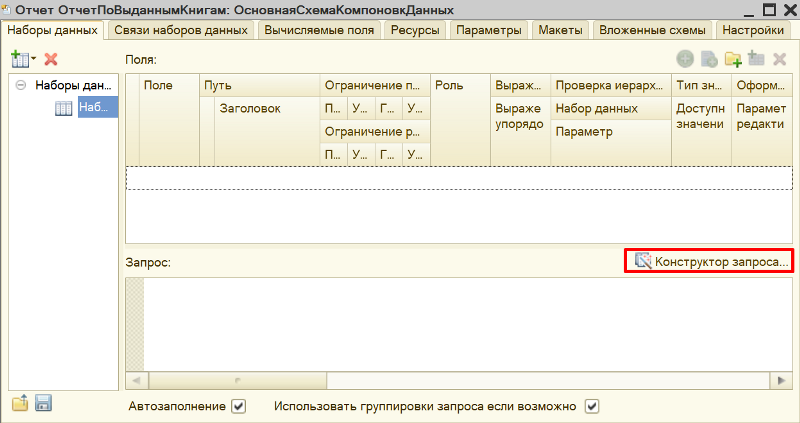 Отчет ОтчетПоВыданнымКнигам: ОсновнаяСхемаКомпоновкДанных
Наборы данных Связи наборов данных Вычисляемые поля Ресурсы Параметры Макеты Вложенные схемы Настройки
Поля:
Наборы дан...
Наб...
Поле Путь Ограничение п... Роль Выраж... Проверка иерарх... Тип зн... Оформ...
Заголовок П... У... Г... У... Выраже Набор данных Доступн Парамет
упорядо значени редакти
Ограничение р... Параметр
П... У... Г... У...
Запрос:
Конструктор запроса...
Автозаполнение Использовать группировки запроса если возможно